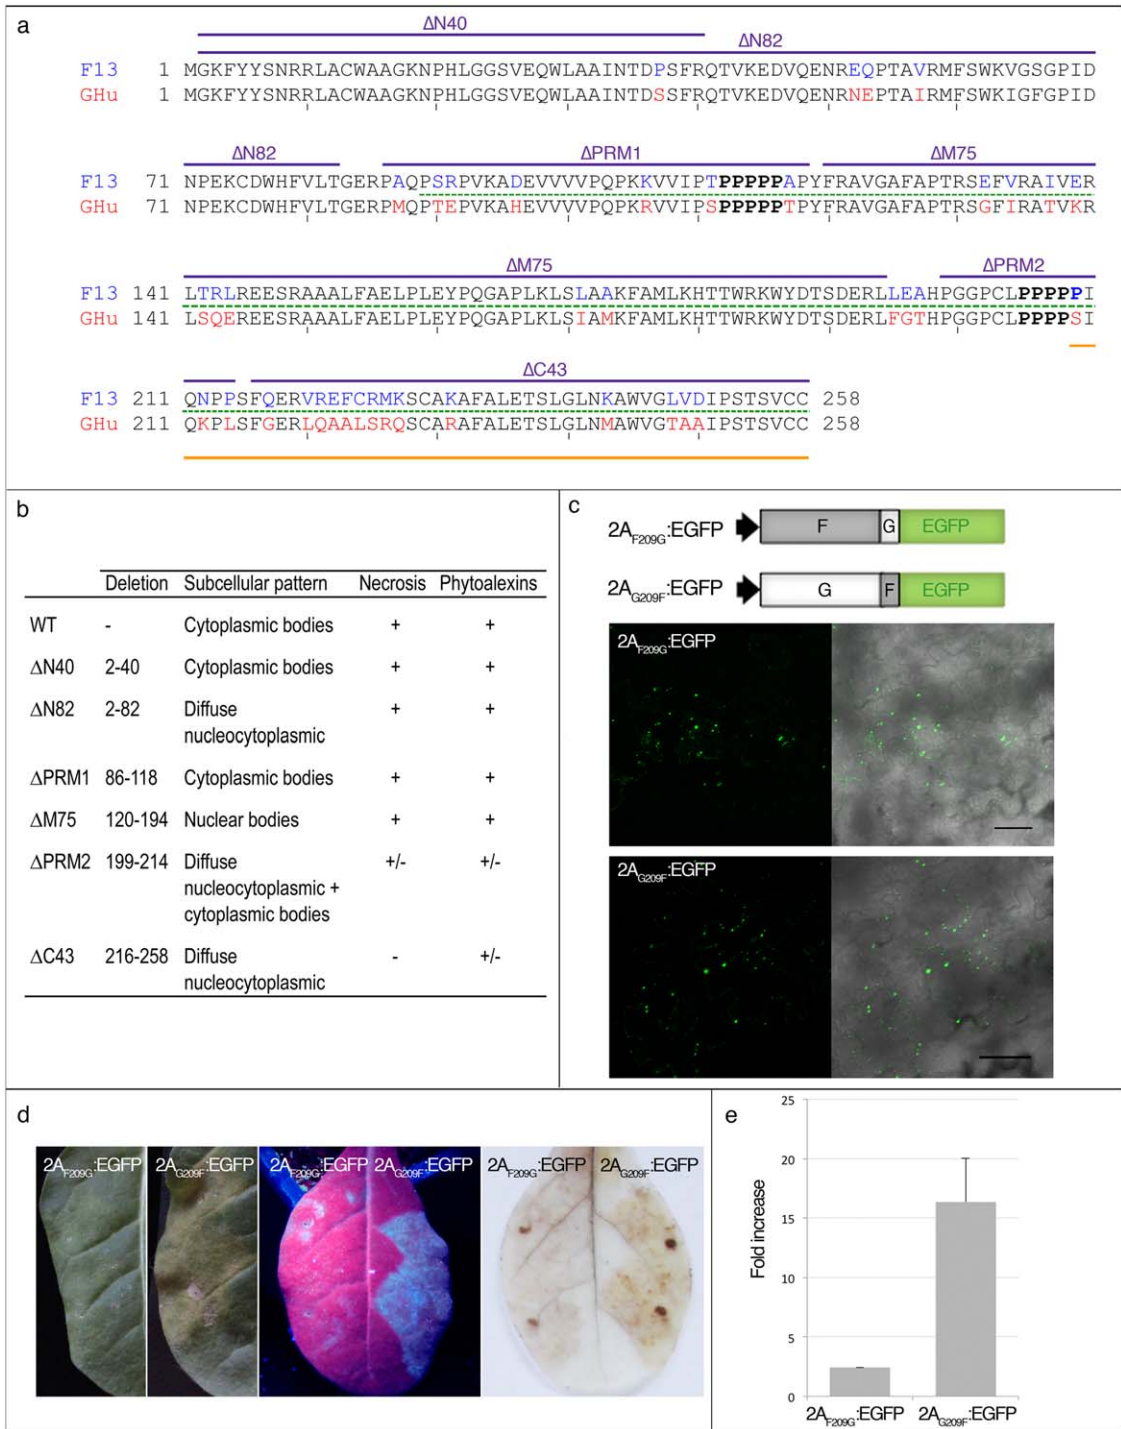 a
ΔN40
ΔN82
F13 1 MGKFYYSNRRLACWAAGKNPHLGGSVEQWLAAINTDPSFRQTVKEDVQENREQPTAVRMFSWKVGSGPID
GHu 1 MGKFYYSNRRLACWAAGKNPHLGGSVEQWLAAINTDSSFRQTVKEDVQENRNEPTAIRMFSWKIGFGPID
ΔN82 ΔPRM1 ΔM75
F13 71 NPEKCDWHFVLTGERPAQPSRPVKADEVVVVPQPKKVVIPTPPPPPAPYFRAVGAFAPTRSEFVRAIVER
GHu 71 NPEKCDWHFVLTGERPMQPTEPVKAHEVVVVPQPKRVVIPSPPPPPTPYFRAVGAFAPTRSGFIRATVKR
ΔM75 ΔPRM2
F13 141 LTRLREESRAAALFAELPLEYPQGAPLKLSLAAKFAMLKHTTWRKWYDTSDERLLEAHPGGPCLPPPPPI
GHu 141 LSQEREESRAAALFAELPLEYPQGAPLKLSIAMKFAMLKHTTWRKWYDTSDERLFGTHPGGPCLPPPPSI
ΔC43
F13 211 QNPPSFQERVREFCRMKSCAKAFALETSLGLNKAWVGLVDIPSTSVCC 258
GHu 211 QKPLSFGERLQAALSRQSCARAFALETSLGLNMAWVGTAAIPSTSVCC 258
b
Deletion Subcellular pattern Necrosis Phytoalexins
WT - Cytoplasmic bodies + +
ΔN40 2-40 Cytoplasmic bodies + +
ΔN82 2-82 Diffuse + +
nucleocytoplasmic
ΔPRM1 86-118 Cytoplasmic bodies + +
ΔM75 120-194 Nuclear bodies + +
ΔPRM2 199-214 Diffuse +/- +/-
nucleocytoplasmic +
cytoplasmic bodies
ΔC43 216-258 Diffuse - +/-
nucleocytoplasmic
c
2AF209G:EGFP F G EGFP
2AG209F:EGFP G F EGFP
2AF209G:EGFP
2AG209F:EGFP
d
2AF209G:EGFP 2AG209F:EGFP 2AF209G:EGFP 2AG209F:EGFP 2AF209G:EGFP 2AG209F:EGFP
e
Fold increase
25
20
15
10
5
0
2AF209G:EGFP 2AG209F:EGFP